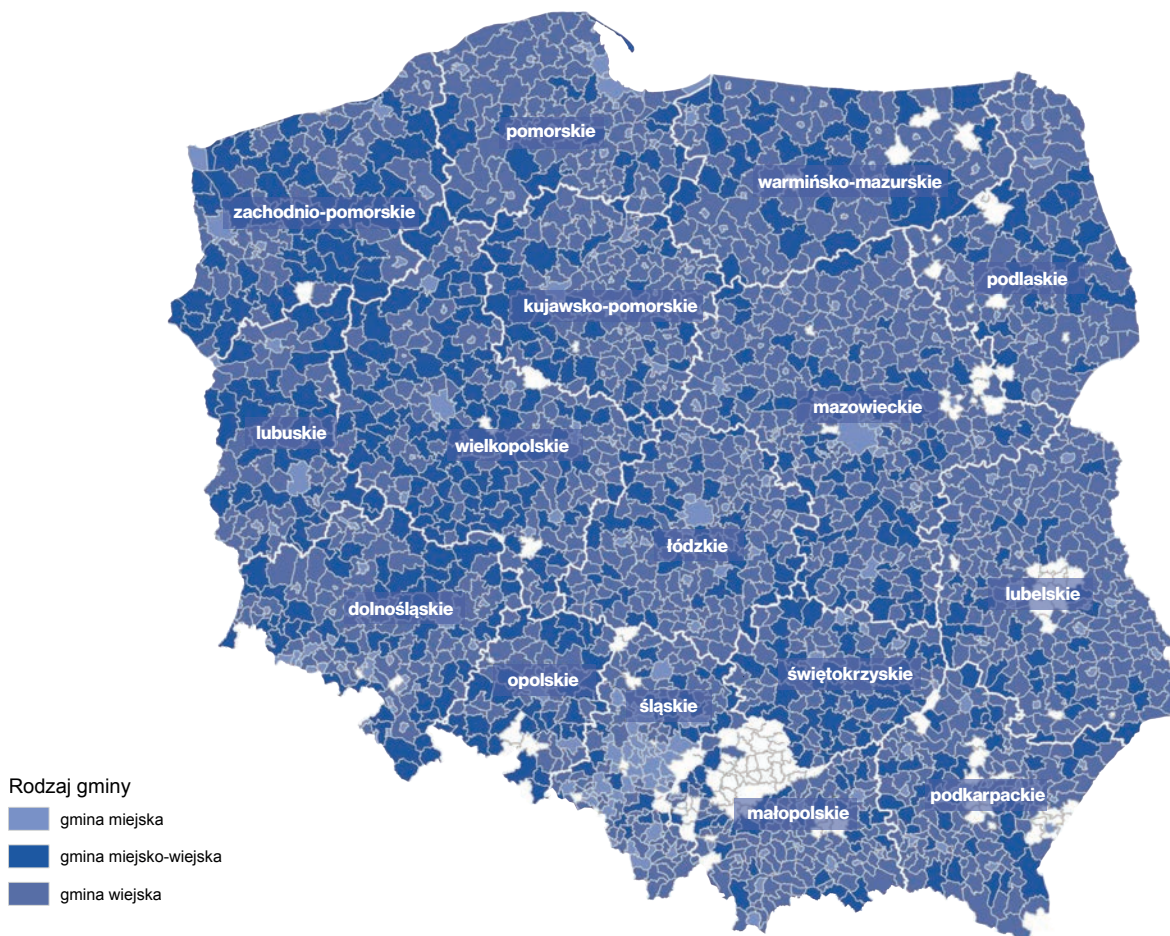 pomorskie
warmińsko-mazurskie
zachodnio-pomorskie
podlaskie
kujawsko-pomorskie
mazowieckie
lubuskie
wielkopolskie
łódzkie
lubelskie
dolnośląskie
świętokrzyskie
opolskie
śląskie
podkarpackie
małopolskie
Rodzaj gminy
gmina miejska
gmina miejsko-wiejska
gmina wiejska